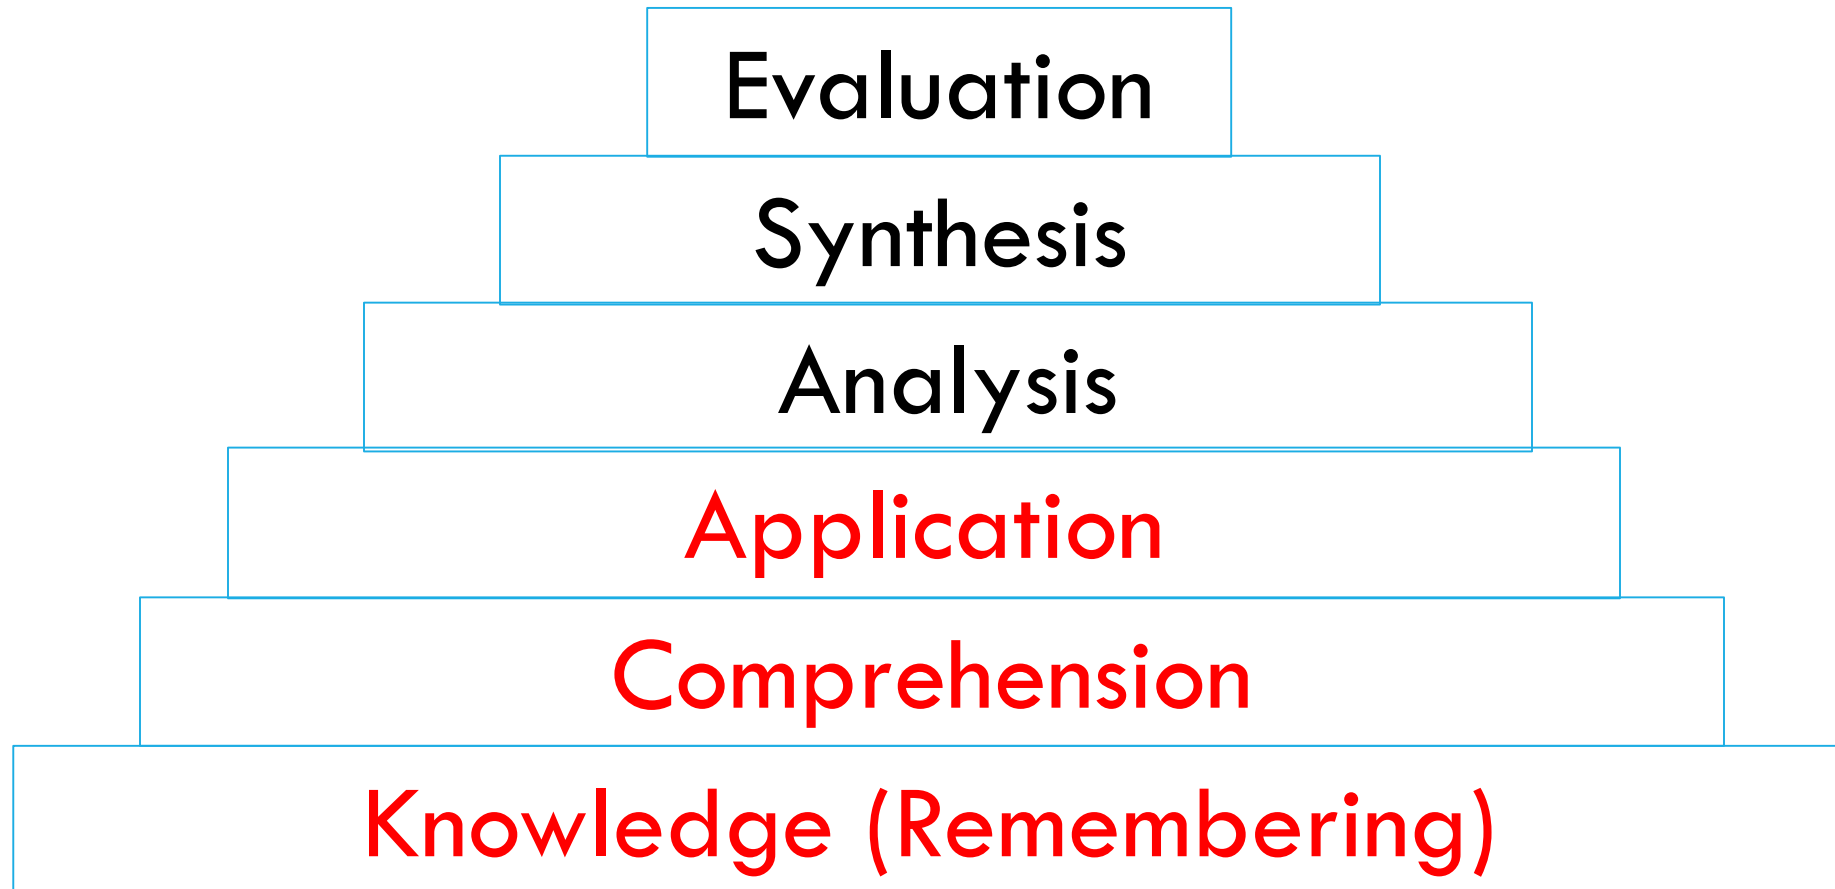 Evaluation
Synthesis
Analysis
Application
Comprehension
Knowledge (Remembering)